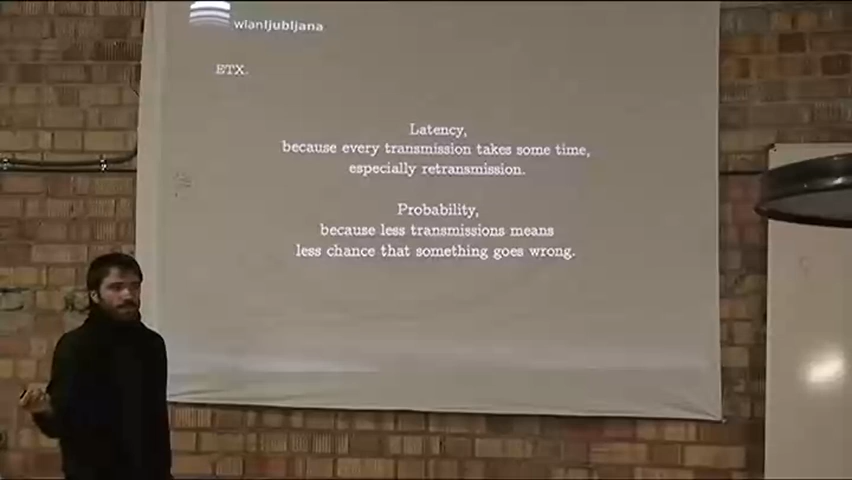 wlanljubljana
ETX.
Latency,
because every transmission takes some time,
especially retransmission.
Probability,
because less transmissions means
less chance that something goes wrong.